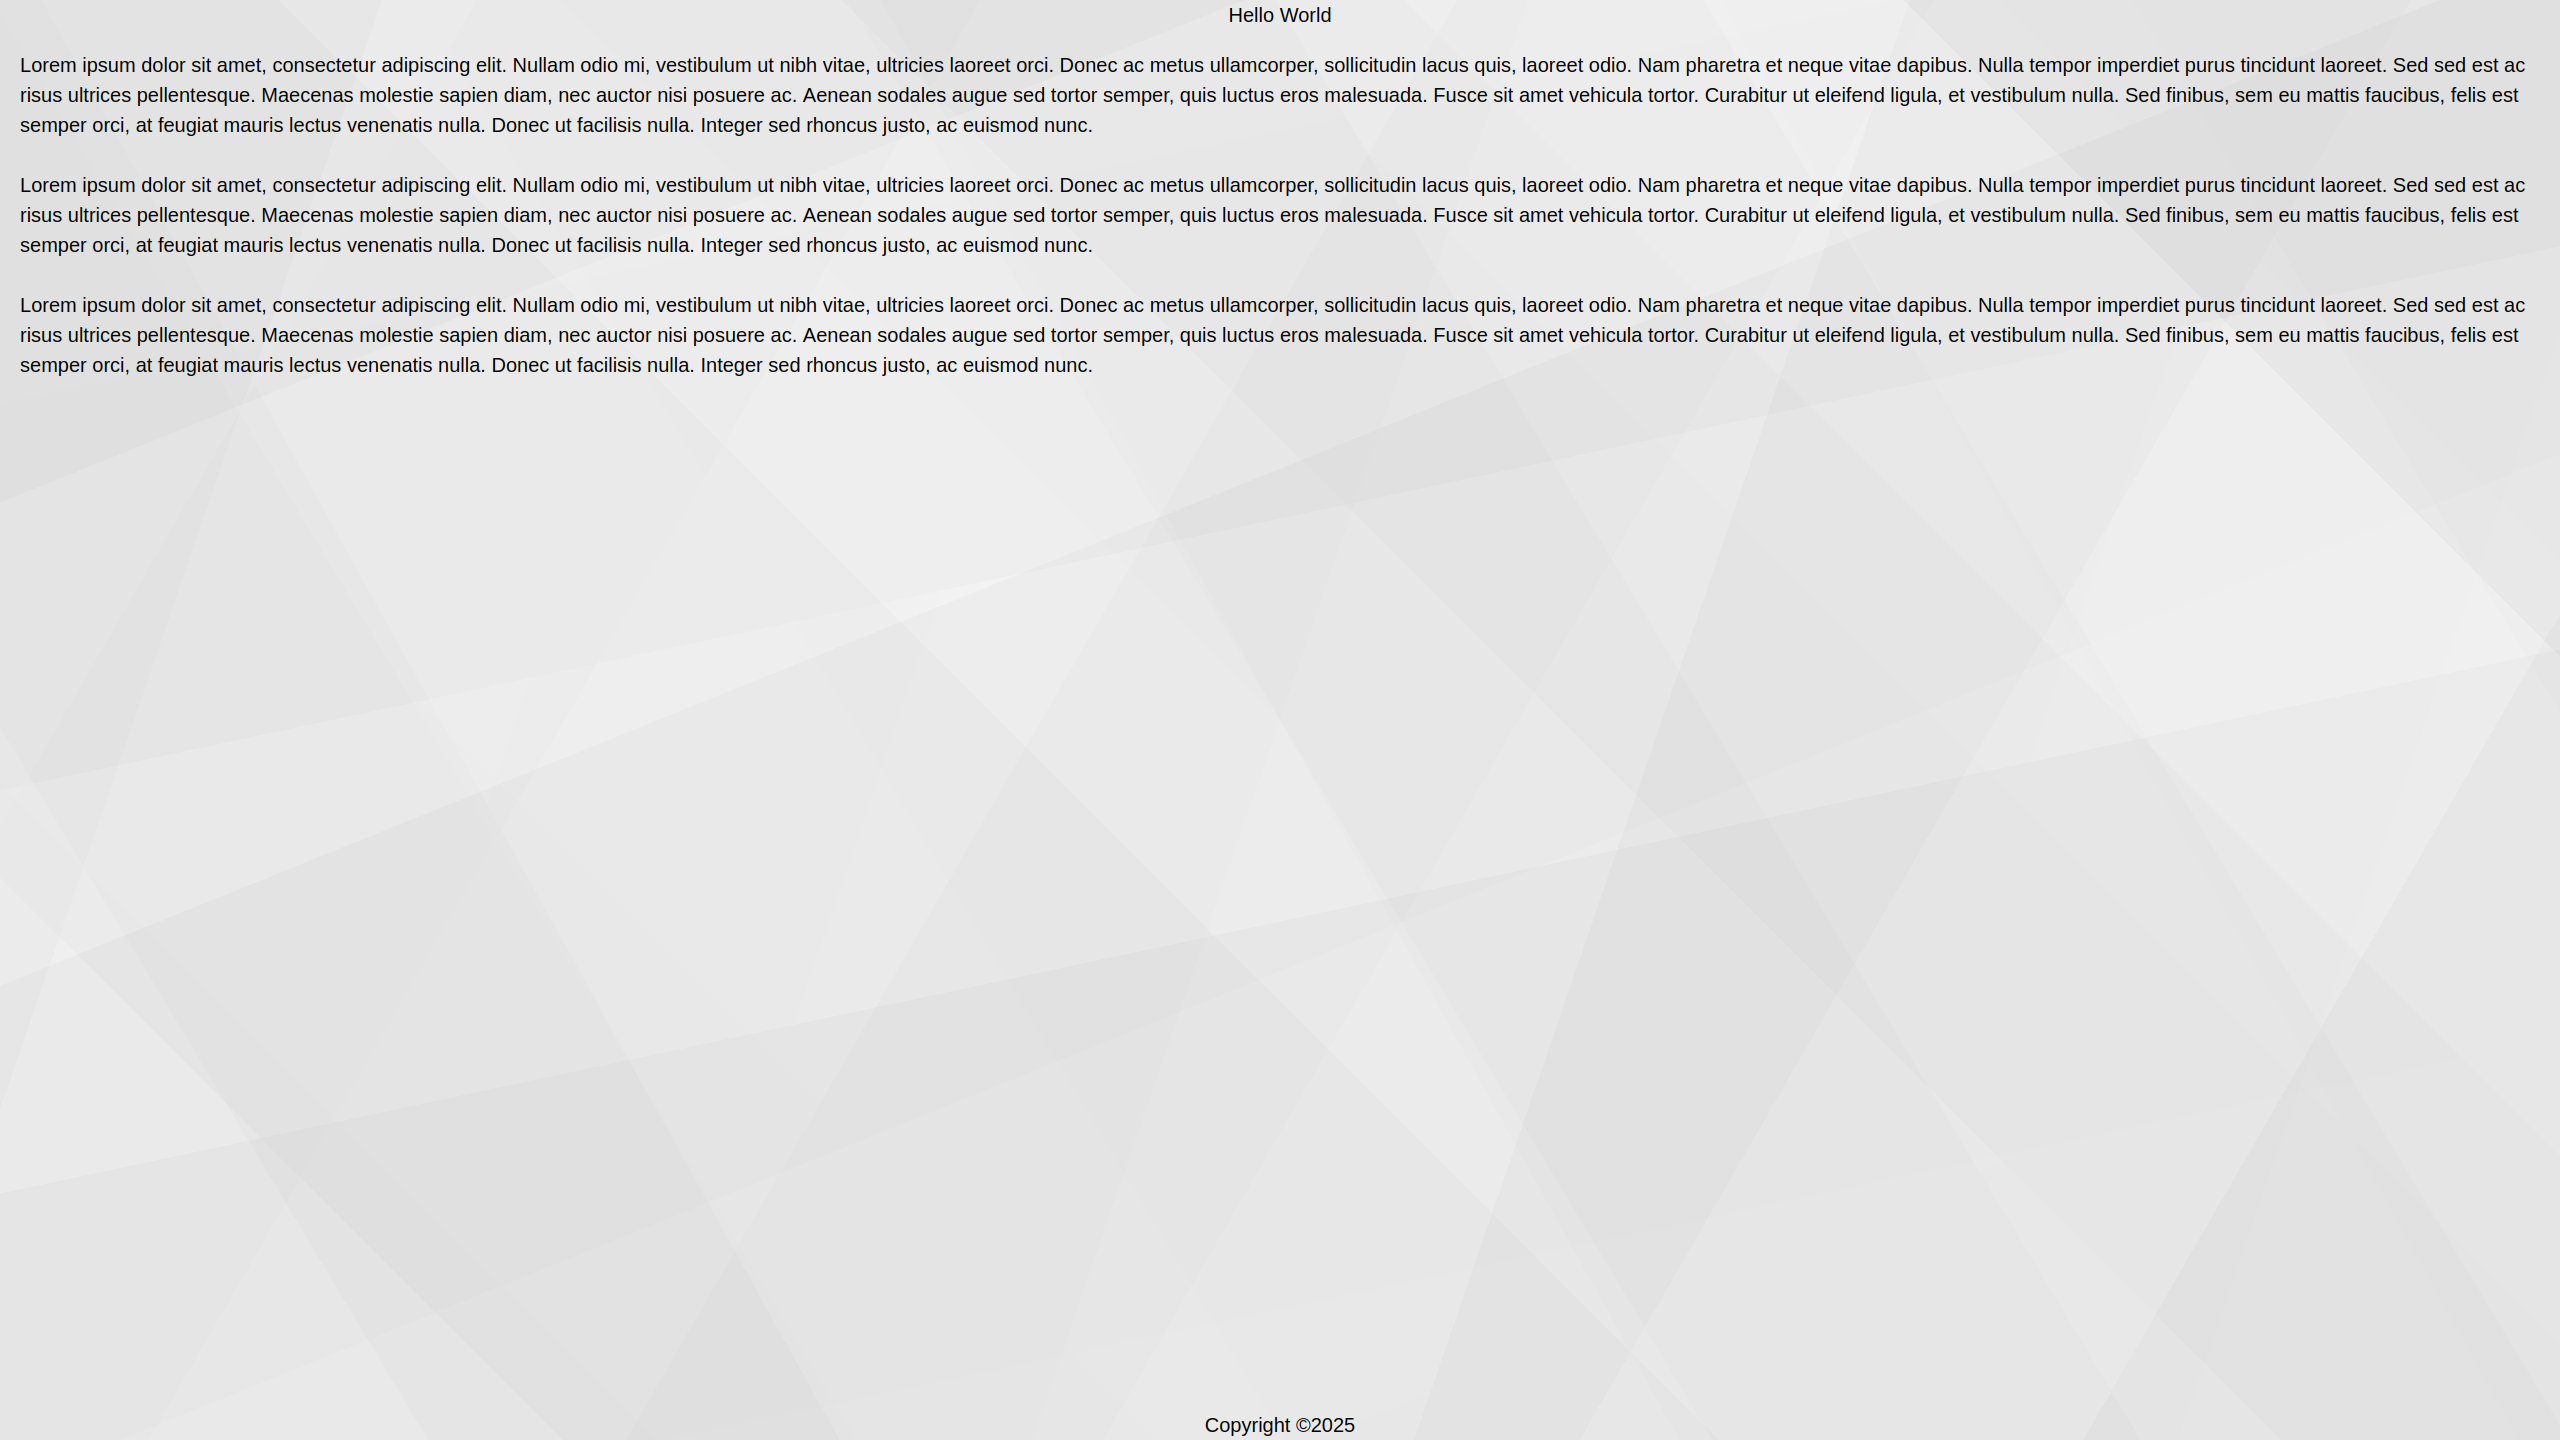 Hello World
Lorem ipsum dolor sit amet, consectetur adipiscing elit. Nullam odio mi, vestibulum ut nibh vitae, ultricies laoreet orci. Donec ac metus ullamcorper, sollicitudin lacus quis, laoreet odio. Nam pharetra et neque vitae dapibus. Nulla tempor imperdiet purus tincidunt laoreet. Sed sed est ac
risus ultrices pellentesque. Maecenas molestie sapien diam, nec auctor nisi posuere ac. Aenean sodales augue sed tortor semper, quis luctus eros malesuada. Fusce sit amet vehicula tortor. Curabitur ut eleifend ligula, et vestibulum nulla. Sed finibus, sem eu mattis faucibus, felis est
semper orci, at feugiat mauris lectus venenatis nulla. Donec ut facilisis nulla. Integer sed rhoncus justo, ac euismod nunc.
Lorem ipsum dolor sit amet, consectetur adipiscing elit. Nullam odio mi, vestibulum ut nibh vitae, ultricies laoreet orci. Donec ac metus ullamcorper, sollicitudin lacus quis, laoreet odio. Nam pharetra et neque vitae dapibus. Nulla tempor imperdiet purus tincidunt laoreet. Sed sed est ac
risus ultrices pellentesque. Maecenas molestie sapien diam, nec auctor nisi posuere ac. Aenean sodales augue sed tortor semper, quis luctus eros malesuada. Fusce sit amet vehicula tortor. Curabitur ut eleifend ligula, et vestibulum nulla. Sed finibus, sem eu mattis faucibus, felis est
semper orci, at feugiat mauris lectus venenatis nulla. Donec ut facilisis nulla. Integer sed rhoncus justo, ac euismod nunc.
Lorem ipsum dolor sit amet, consectetur adipiscing elit. Nullam odio mi, vestibulum ut nibh vitae, ultricies laoreet orci. Donec ac metus ullamcorper, sollicitudin lacus quis, laoreet odio. Nam pharetra et neque vitae dapibus. Nulla tempor imperdiet purus tincidunt laoreet. Sed sed est ac
risus ultrices pellentesque. Maecenas molestie sapien diam, nec auctor nisi posuere ac. Aenean sodales augue sed tortor semper, quis luctus eros malesuada. Fusce sit amet vehicula tortor. Curabitur ut eleifend ligula, et vestibulum nulla. Sed finibus, sem eu mattis faucibus, felis est
semper orci, at feugiat mauris lectus venenatis nulla. Donec ut facilisis nulla. Integer sed rhoncus justo, ac euismod nunc.
Copyright ©2025